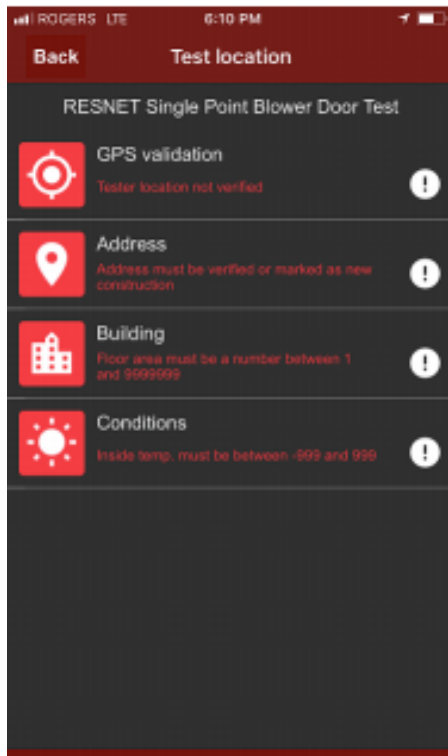 ROGERS LTE 6:10 PM
Back Test location
RESNET Single Point Blower Door Test
GPS validation
Tester location not verified
Address
Address must be verified or marked as new
construction
Building
Floor area must be a number between 1
and 9999999
Conditions
Inside temp. must be between -999 and 999